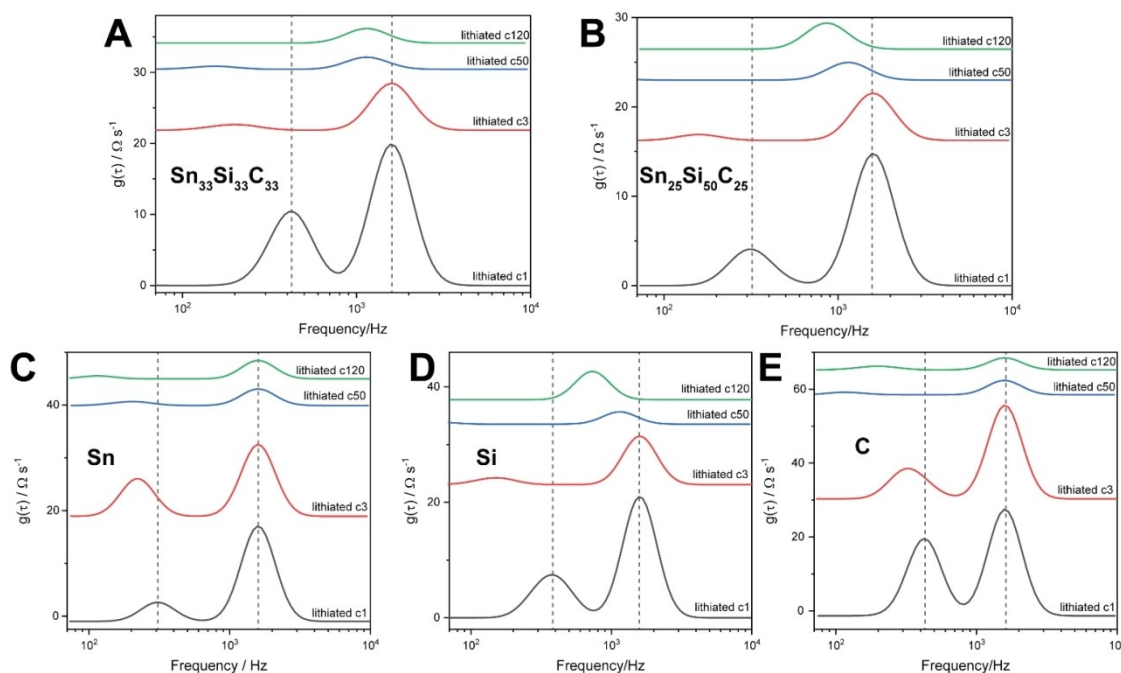 A
lithiated c120
lithiated c50
lithiated c3
lithiated c1
Sn₃₃Si₃₃C₃₃
g(τ) / Ω s⁻¹
30
20
10
0
10²
10³
10⁴
Frequency/Hz
B
lithiated c120
lithiated c50
lithiated c3
lithiated c1
Sn₂₅Si₅₀C₂₅
g(τ) / Ω s⁻¹
30
20
10
0
10²
10³
10⁴
Frequency/Hz
C
lithiated c120
lithiated c50
lithiated c3
lithiated c1
Sn
g(τ) / Ω s⁻¹
40
20
0
10²
10³
10⁴
Frequency / Hz
D
lithiated c120
lithiated c50
lithiated c3
lithiated c1
Si
g(τ) / Ω s⁻¹
40
20
0
10²
10³
10⁴
Frequency/Hz
E
lithiated c120
lithiated c50
lithiated c3
lithiated c1
C
g(τ) / Ω s⁻¹
60
40
20
0
10²
10³
10⁴
Frequency/Hz